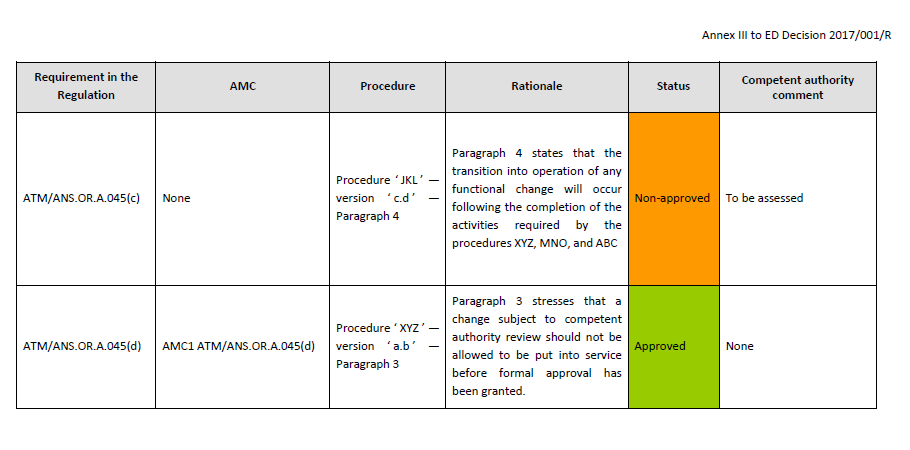 Annex III to ED Decision 2017/001/R
Requirement in the
Regulation
AMC
Procedure
Rationale
Status
Competent authority
comment
ATM/ANS.OR.A.045(c)
None
Procedure ‘JKL’ —
version ‘c.d’ —
Paragraph 4
Paragraph 4 states that the
transition into operation of any
functional change will occur
following the completion of the
activities required by the
procedures XYZ, MNO, and ABC
Non-approved
To be assessed
ATM/ANS.OR.A.045(d)
AMC1 ATM/ANS.OR.A.045(d)
Procedure ‘XYZ’ —
version ‘a.b’ —
Paragraph 3
Paragraph 3 stresses that a
change subject to competent
authority review should not be
allowed to be put into service
before formal approval has
been granted.
Approved
None